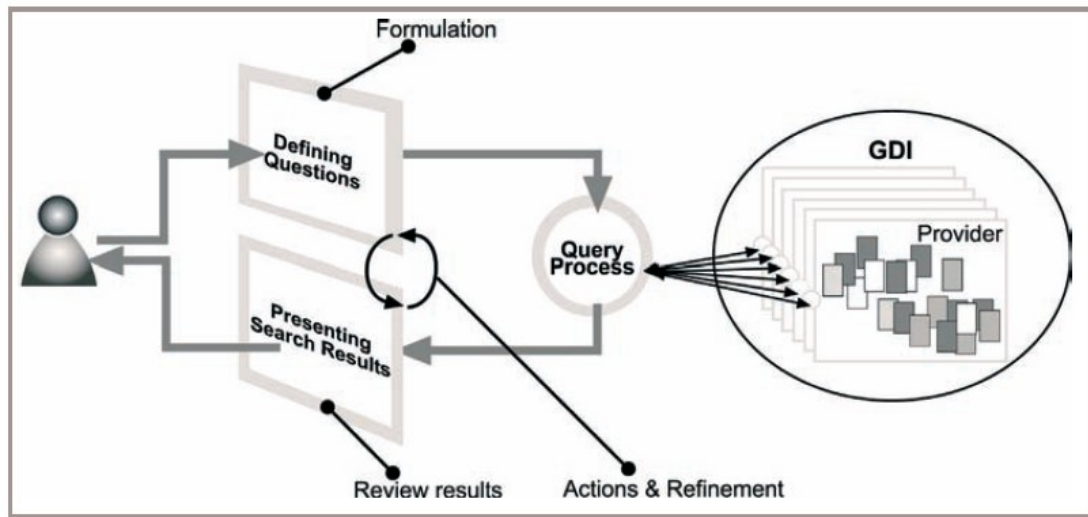 Formulation
Defining
Questions
GDI
Provider
Query
Process
Presenting
Search Results
Review results
Actions & Refinement